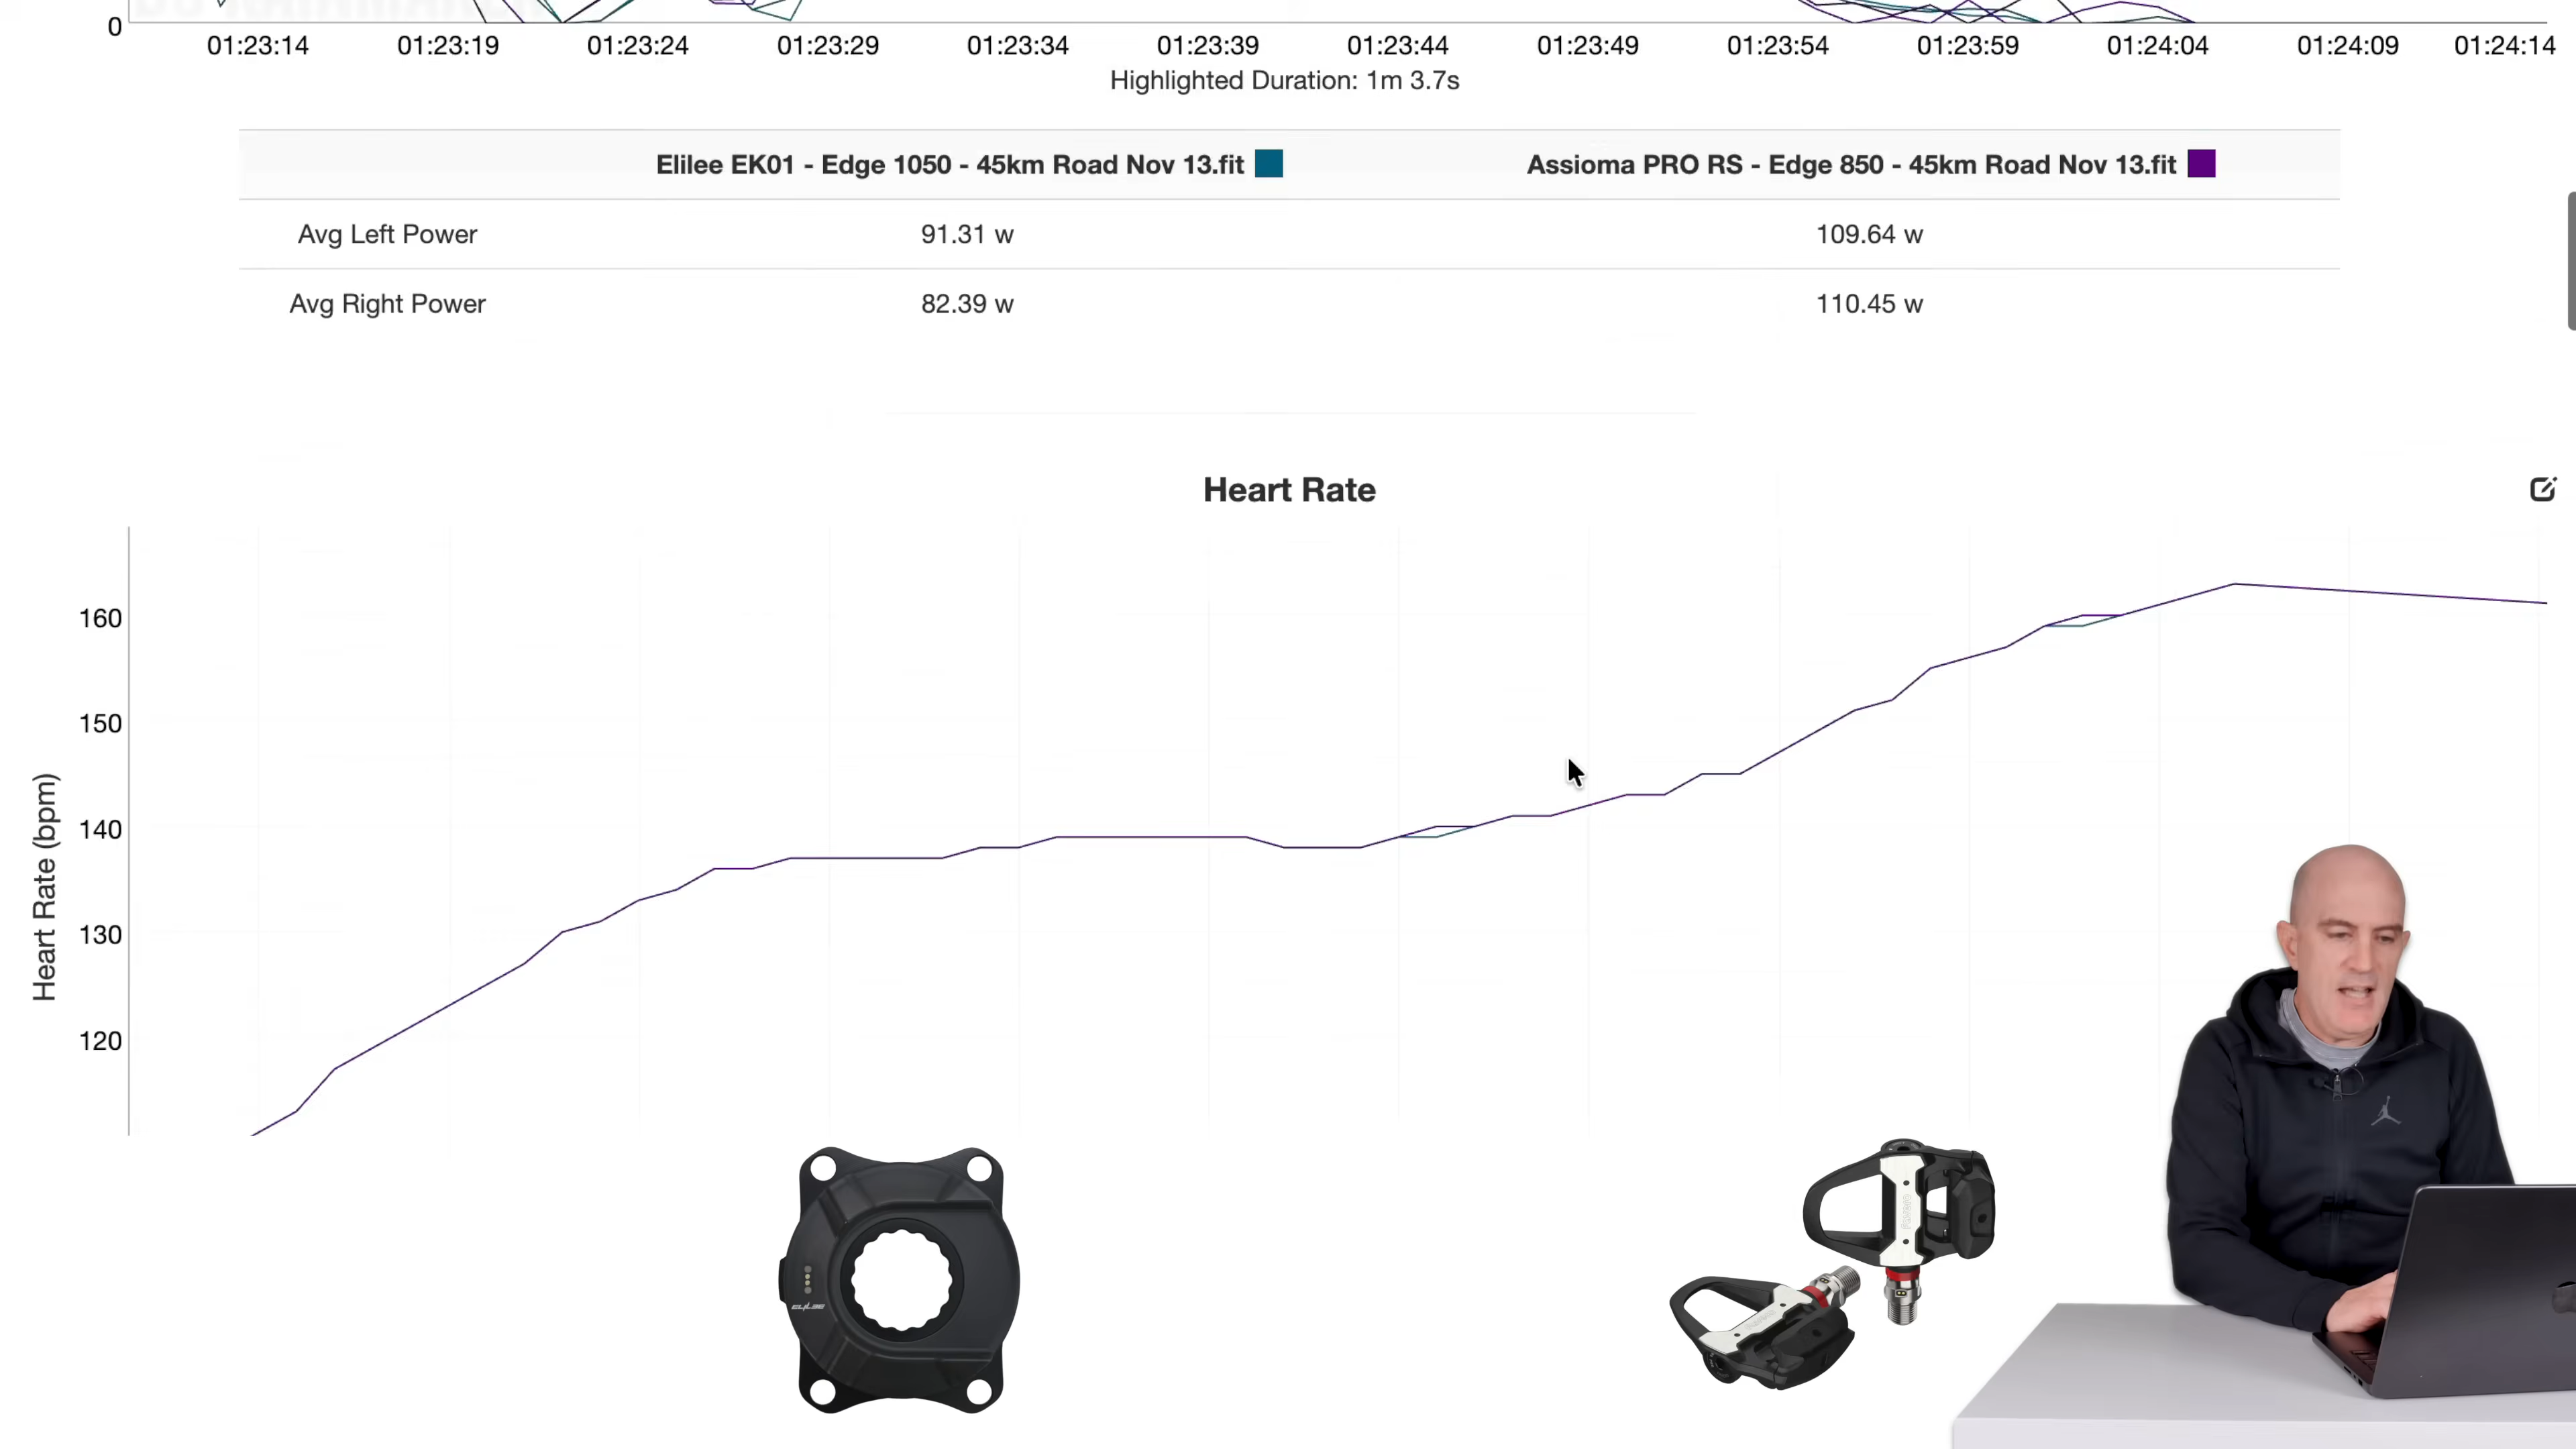 0
01:23:14 01:23:19 01:23:24 01:23:29 01:23:34 01:23:39 01:23:44 01:23:49 01:23:54 01:23:59 01:24:04 01:24:09 01:24:14
Highlighted Duration: 1m 3.7s
Elilee EK01 - Edge 1050 - 45km Road Nov 13.fit Assioma PRO RS - Edge 850 - 45km Road Nov 13.fit
Avg Left Power 91.31 w 109.64 w
Avg Right Power 82.39 w 110.45 w
Heart Rate
Heart Rate (bpm)
160
150
140
130
120